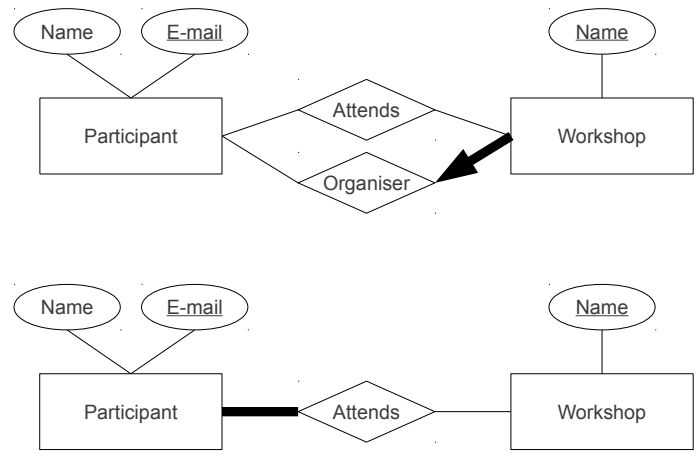 Name
E-mail
Name
Participant
Attends
Organiser
Workshop
Name
E-mail
Name
Participant
Attends
Workshop